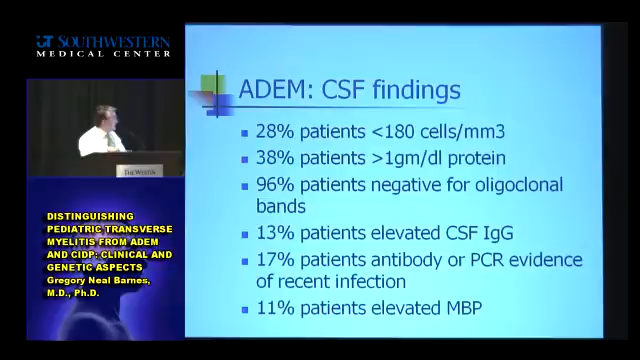 UT SOUTHWESTERN
MEDICAL CENTER
THE WESTIN
DISTINGUISHING
PEDIATRIC TRANSVERSE
MYELITIS FROM ADEM
AND CIDP: CLINICAL AND
GENETIC ASPECTS
Gregory Neal Barnes,
M.D., Ph.D.
ADEM: CSF findings
28% patients <180 cells/mm3
38% patients >1gm/dl protein
96% patients negative for oligoclonal
bands
13% patients elevated CSF IgG
17% patients antibody or PCR evidence
of recent infection
11% patients elevated MBP